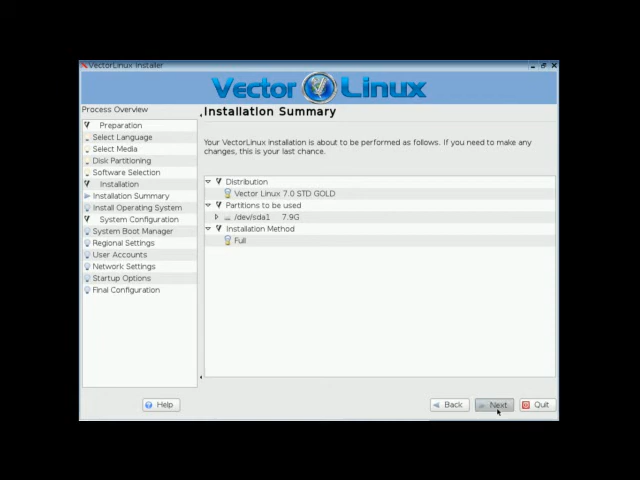 VectorLinux Installer
Vector Linux
Process Overview
Preparation
Select Language
Select Media
Disk Partitioning
Software Selection
Installation
Installation Summary
Install Operating System
System Configuration
System Boot Manager
Regional Settings
User Accounts
Network Settings
Startup Options
Final Configuration
Installation Summary
Your VectorLinux installation is about to be performed as follows. If you need to make any
changes, this is your last chance.
Distribution
Vector Linux 7.0 STD GOLD
Partitions to be used
/dev/sda1 7.9G
Installation Method
Full
Help
Back
Next
Quit